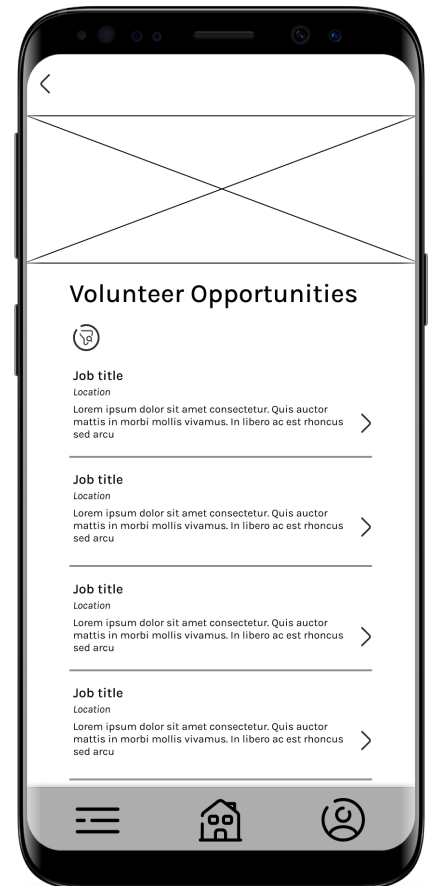 Volunteer Opportunities
Job title
Location
Lorem ipsum dolor sit amet consectetur. Quis auctor
mattis in morbi mollis vivamus. In libero ac est rhoncus
sed arcu
Job title
Location
Lorem ipsum dolor sit amet consectetur. Quis auctor
mattis in morbi mollis vivamus. In libero ac est rhoncus
sed arcu
Job title
Location
Lorem ipsum dolor sit amet consectetur. Quis auctor
mattis in morbi mollis vivamus. In libero ac est rhoncus
sed arcu
Job title
Location
Lorem ipsum dolor sit amet consectetur. Quis auctor
mattis in morbi mollis vivamus. In libero ac est rhoncus
sed arcu